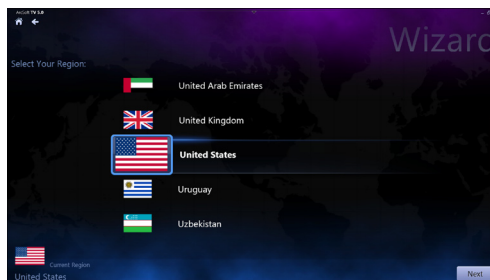 ArcSoft TV 5.0
Wizard
Select Your Region:
United Arab Emirates
United Kingdom
United States
Uruguay
Uzbekistan
Current Region
United States
Next